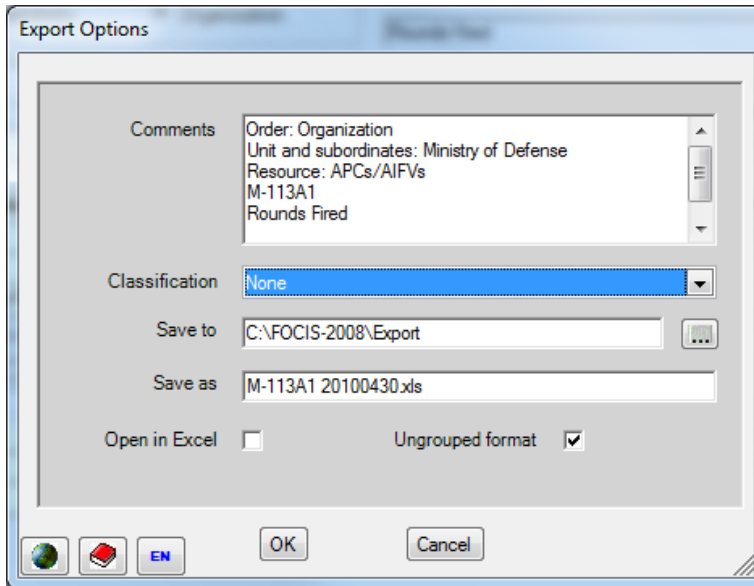 Export Options
Comments
Order: Organization
Unit and subordinates: Ministry of Defense
Resource: APCs/AIFVs
M-113A1
Rounds Fired
Classification
None
Save to
C:\FOCIS-2008\Export
...
Save as
M-113A1 20100430.xls
Open in Excel
Ungrouped format
EN
OK
Cancel